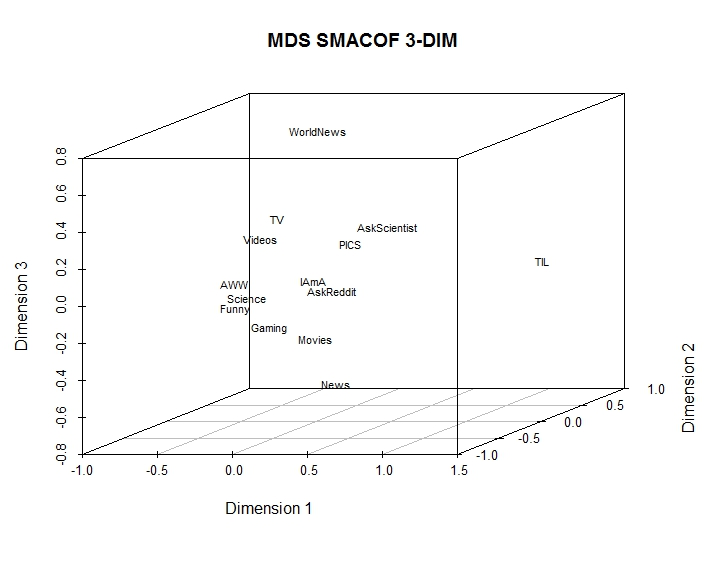 MDS SMACOF 3-DIM
WorldNews
TV
AskScientist
Videos
PICS
TIL
AWW
IAmA
AskReddit
Science
Funny
Gaming
Movies
News
Dimension 3
0.8
0.6
0.4
0.2
0.0
-0.2
-0.4
-0.6
-0.8
-1.0
-0.5
0.0
0.5
1.0
1.5
Dimension 1
-1.0
-0.5
0.0
0.5
1.0
Dimension 2